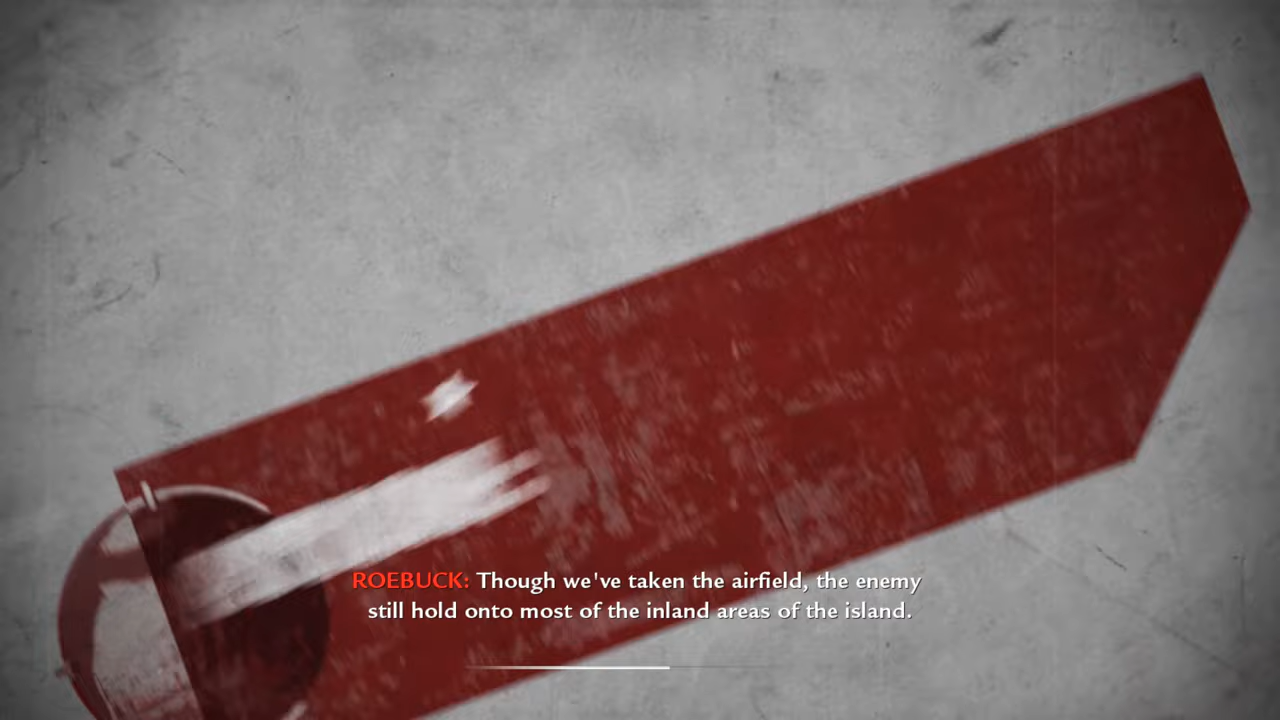 ROEBUCK: Though we've taken the airfield, the enemy
still hold onto most of the inland areas of the island.